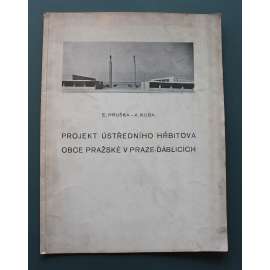 E. HRUŠKA - A. KUBA
PROJEKT ÚSTŘEDNÍHO HŘBITOVA
OBCE PRAŽSKÉ V PRAZE-ĎÁBLICÍCH